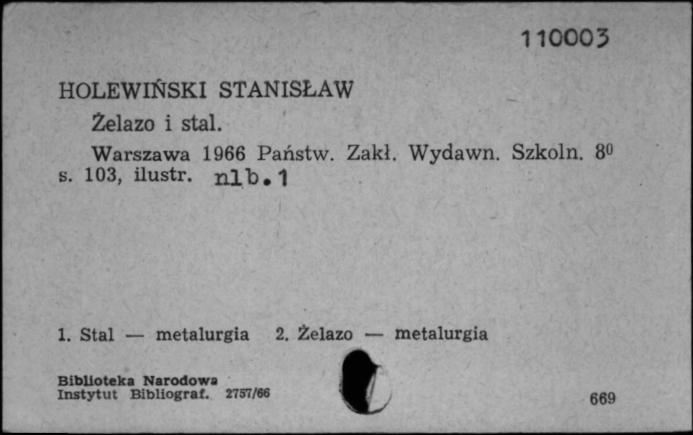 110003
HOLEWIŃSKI STANISŁAW
Żelazo i stal.
Warszawa 1966 Państw. Zakł. Wydawn. Szkoln. 8⁰
s. 103, ilustr. nlb.1
1. Stal — metalurgia 2. Żelazo — metalurgia
Biblioteka Narodowa
Instytut Bibliograf. 2757/66
669